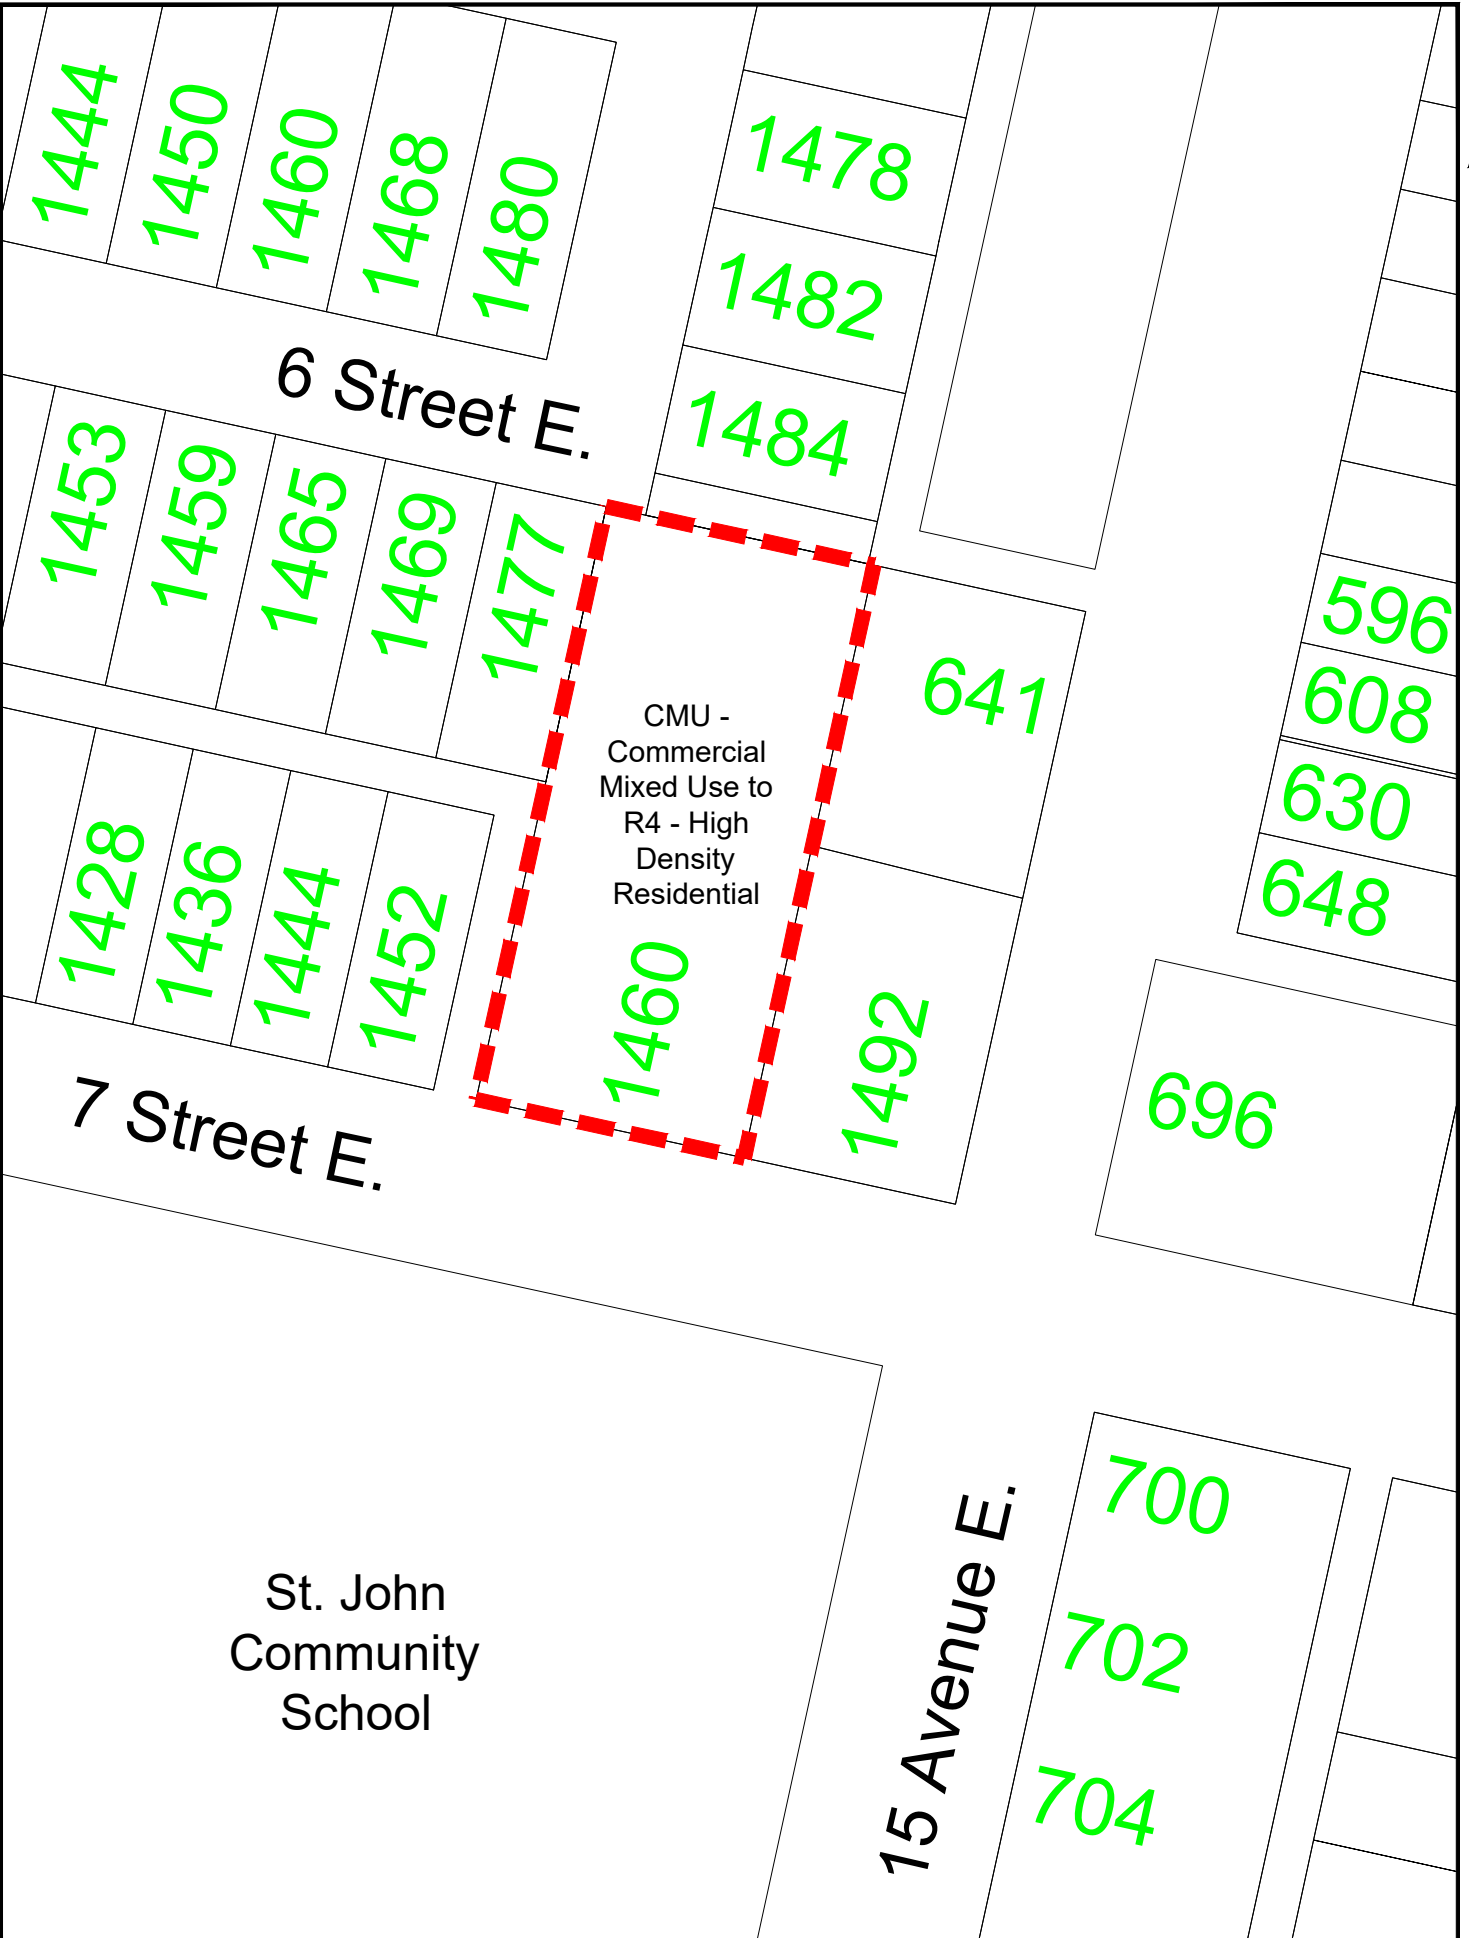 1444
1450
1460
1468
1480
1478
1482
1484
6 Street E.
1453
1459
1465
1469
1477
CMU -
Commercial
Mixed Use to
R4 - High
Density
Residential
1460
641
1492
596
608
630
648
696
1428
1436
1444
1452
7 Street E.
St. John
Community
School
15 Avenue E.
700
702
704